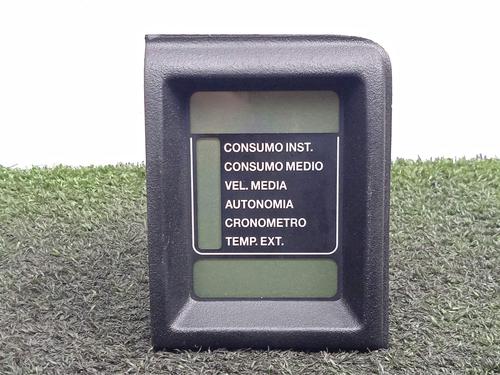 CONSUMO INST.
CONSUMO MEDIO
VEL. MEDIA
AUTONOMIA
CRONOMETRO
TEMP. EXT.